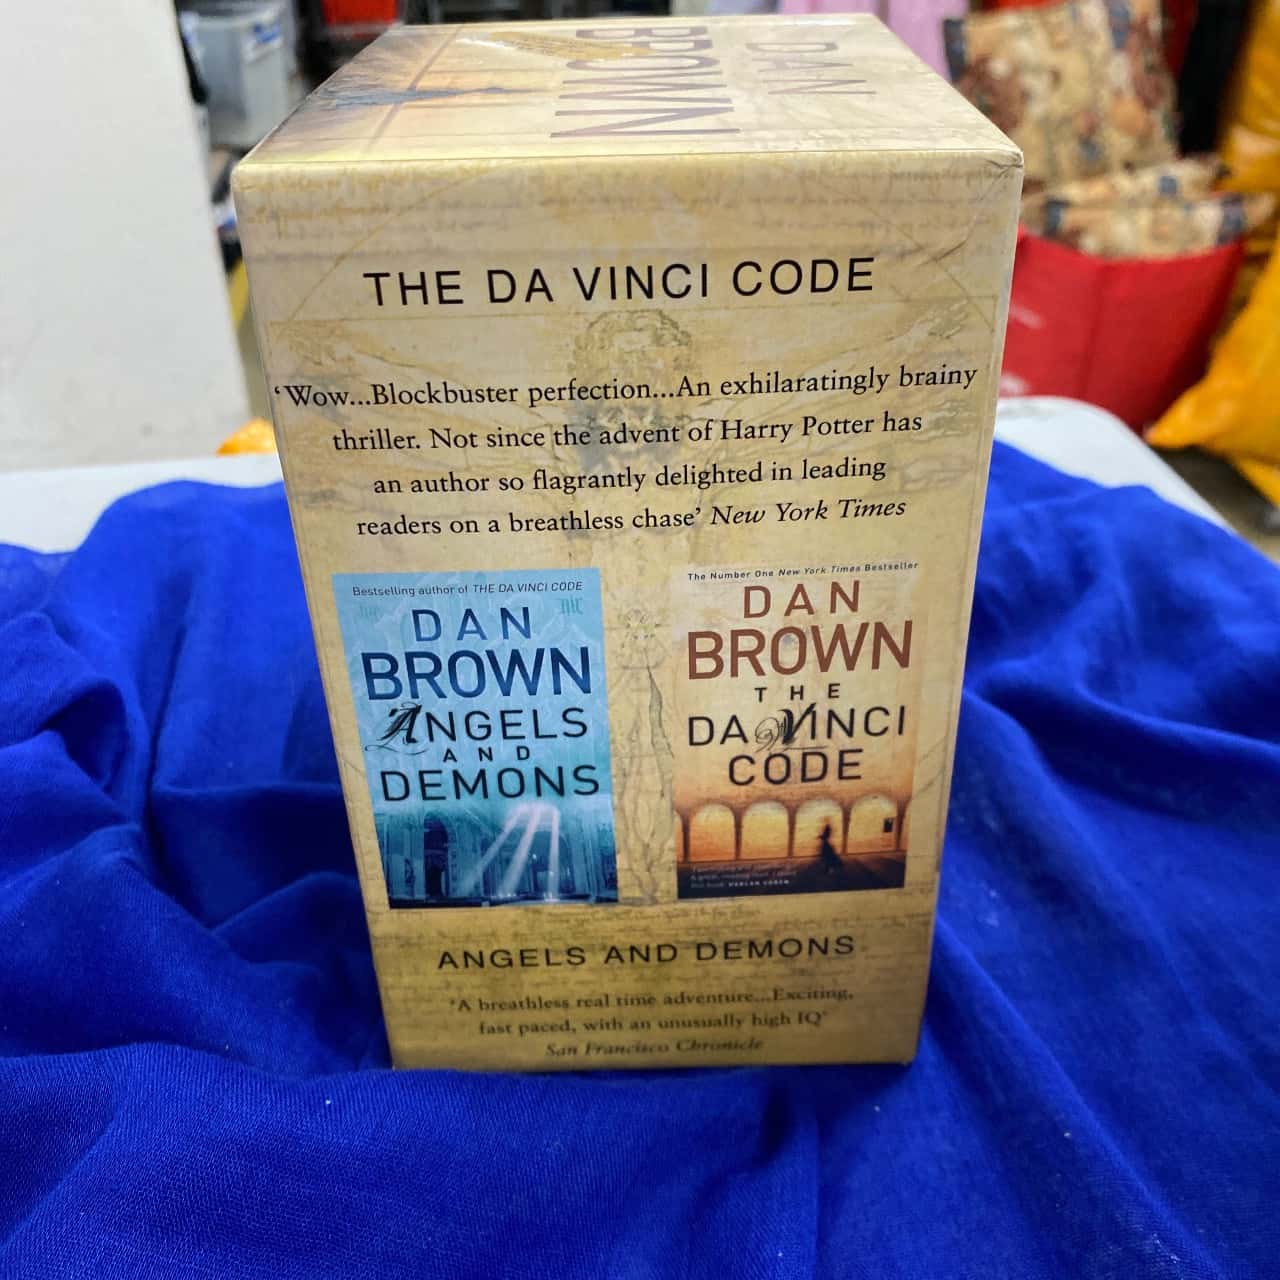 DAN
BROWN
THE DA VINCI CODE
‘Wow...Blockbuster perfection...An exhilaratingly brainy
thriller. Not since the advent of Harry Potter has
an author so flagrantly delighted in leading
readers on a breathless chase’ New York Times
Bestselling author of THE DA VINCI CODE
DAN
BROWN
ANGELS
AND
DEMONS
The Number One New York Times Bestseller
DAN
BROWN
THE
DA VINCI
CODE
HARLAN COBEN
ANGELS AND DEMONS
‘A breathless real time adventure...Exciting,
fast paced, with an unusually high IQ’
San Francisco Chronicle